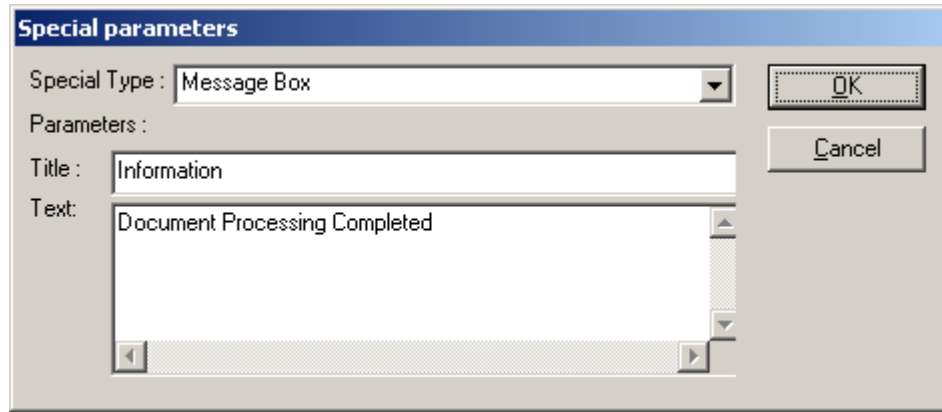 Special parameters
Special Type : Message Box
OK
Parameters :
Cancel
Title : Information
Text: Document Processing Completed